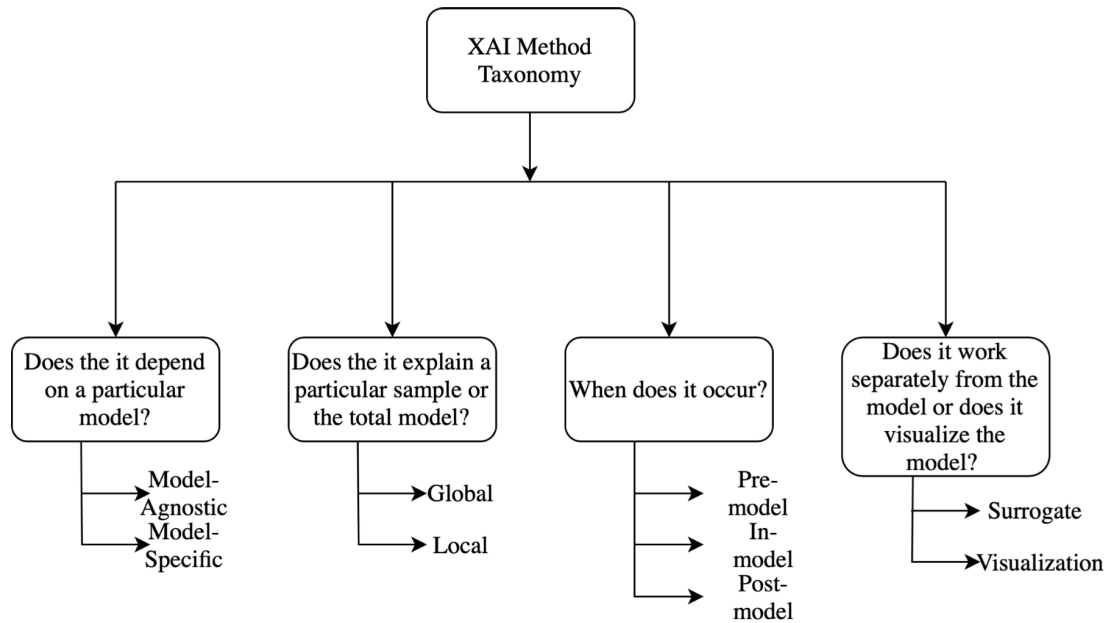 XAI Method
Taxonomy
Does the it depend
on a particular
model?
Model-
Agnostic
Model-
Specific
Does the it explain a
particular sample or
the total model?
Global
Local
When does it occur?
Pre-
model
In-
model
Post-
model
Does it work
separately from the
model or does it
visualize the
model?
Surrogate
Visualization